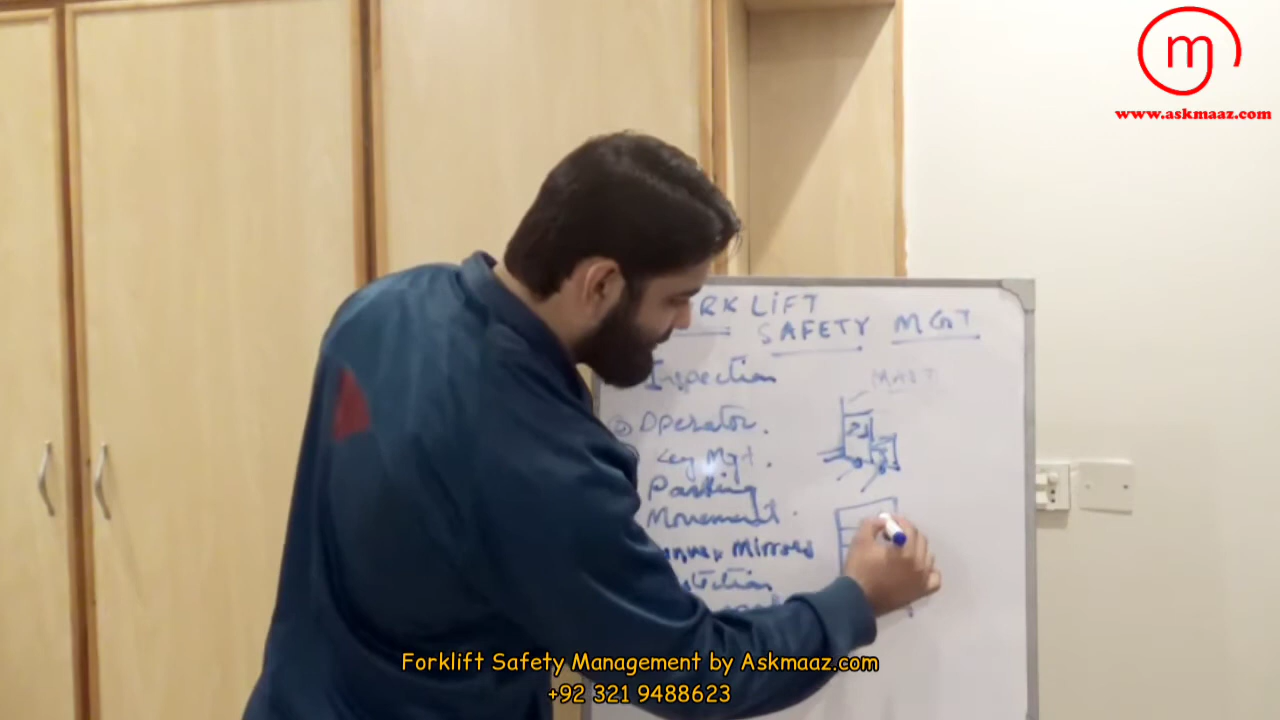 m
www.askmaaz.com
RK LIFT
SAFETY MGT
Inspection
MAST
Operator.
Key Mgt.
Parking
Movement.
Mirrors
Forklift Safety Management by Askmaaz.com
+92 321 9488623